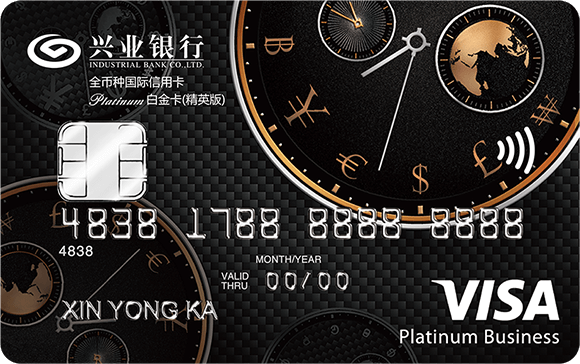 兴业银行
INDUSTRIAL BANK CO.,LTD.
全币种国际信用卡
Platinum 白金卡(精英版)
4838 1788 8888 8888
4838
MONTH/YEAR
VALID THRU 00/00
XIN YONG KA
VISA
Platinum Business
฿
¥
€
$
£
₩